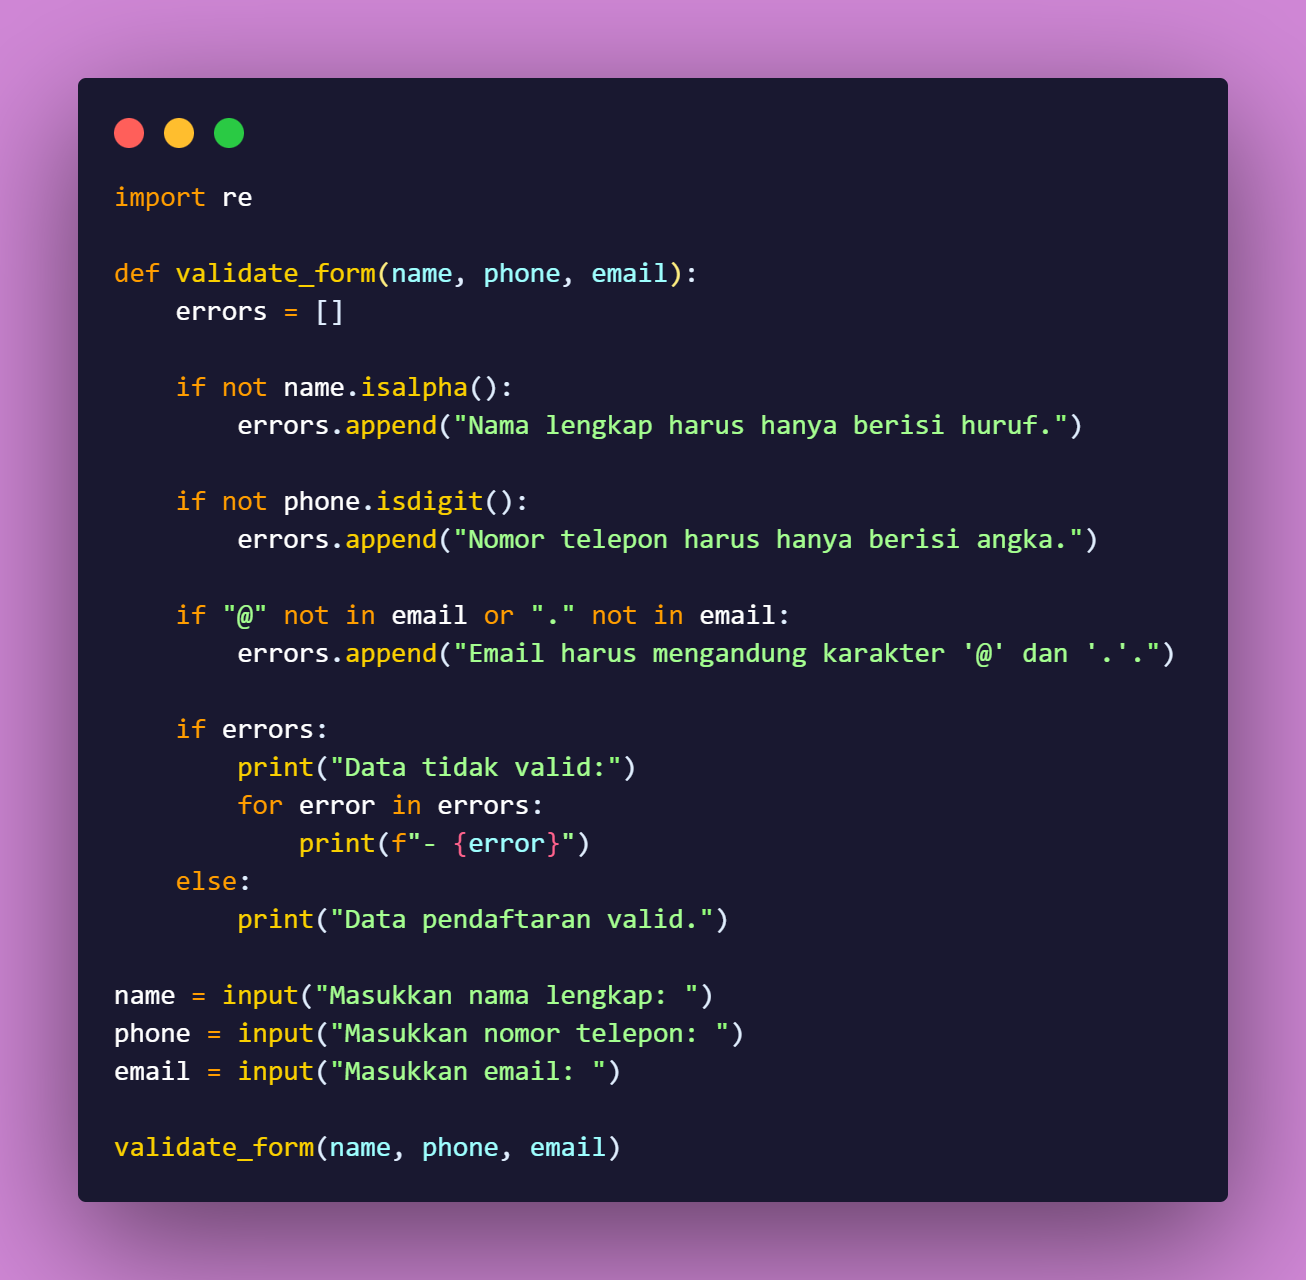 import re

def validate_form(name, phone, email):
    errors = []

    if not name.isalpha():
        errors.append("Nama lengkap harus hanya berisi huruf.")

    if not phone.isdigit():
        errors.append("Nomor telepon harus hanya berisi angka.")

    if "@" not in email or "." not in email:
        errors.append("Email harus mengandung karakter '@' dan '.'.")

    if errors:
        print("Data tidak valid:")
        for error in errors:
            print(f"- {error}")
    else:
        print("Data pendaftaran valid.")

name = input("Masukkan nama lengkap: ")
phone = input("Masukkan nomor telepon: ")
email = input("Masukkan email: ")

validate_form(name, phone, email)